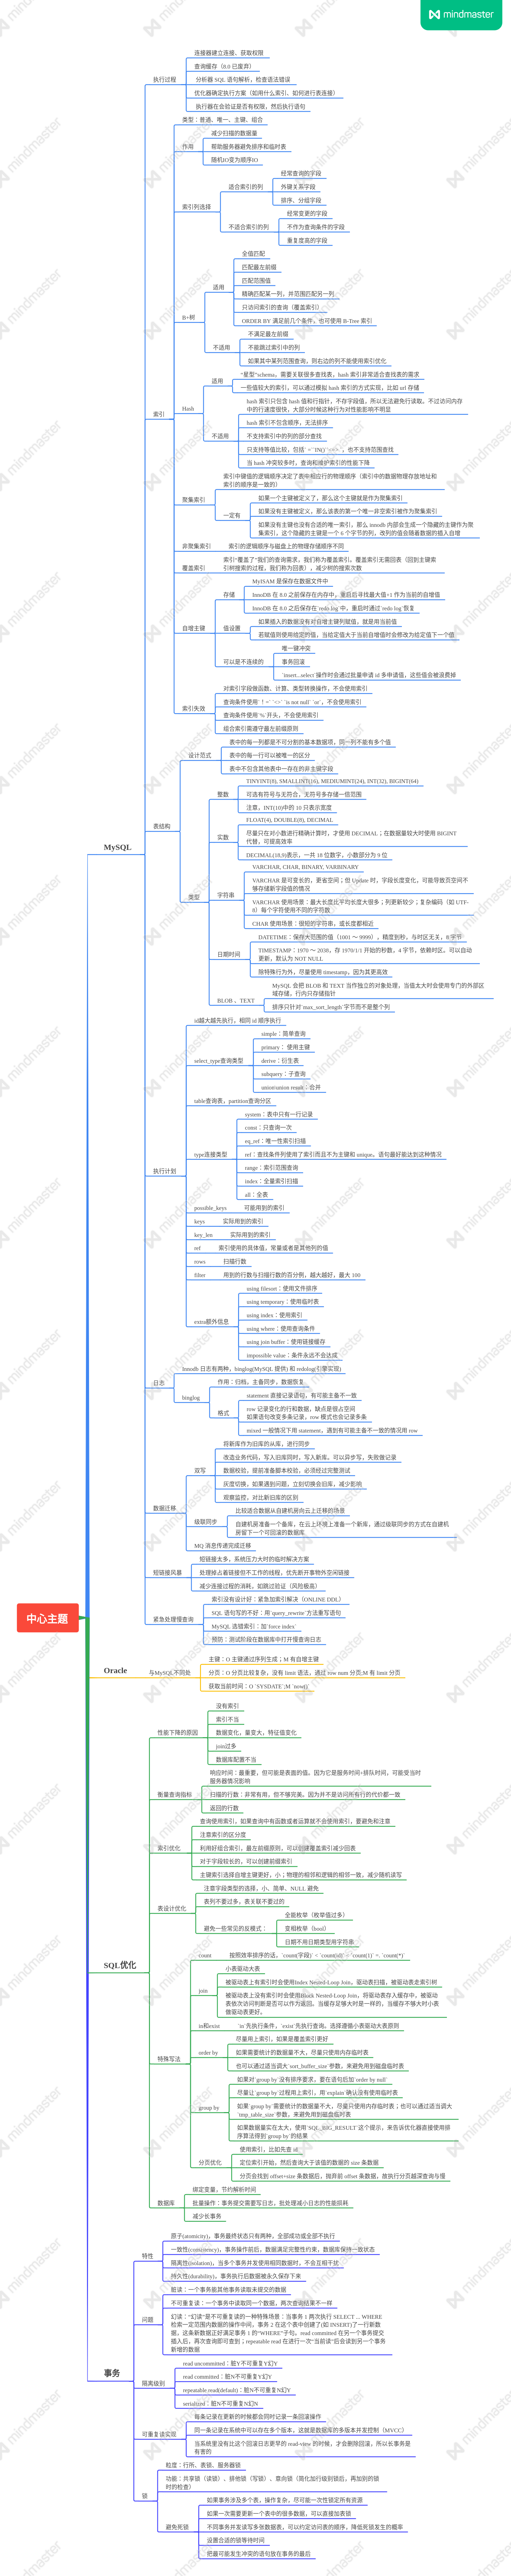 mindmaster
连接器建立连接、获取权限
查询缓存（8.0 已废弃）
执行过程
分析器 SQL 语句解析，检查语法错误
优化器确定执行方案（如用什么索引、如何进行表连接）
执行器在会验证是否有权限，然后执行语句
类型：普通、唯一、主键、组合
减少扫描的数据量
作用
帮助服务器避免排序和临时表
随机IO变为顺序IO
经常查询的字段
适合索引的列
外键关系字段
排序、分组字段
索引列选择
经常变更的字段
不适合索引的列
不作为查询条件的字段
重复度高的字段
全值匹配
匹配最左前缀
适用
匹配范围值
精确匹配某一列，并范围匹配另一列
只访问索引的查询（覆盖索引）
B+树
ORDER BY 满足前几个条件，也可使用 B-Tree 索引
不满足最左前缀
不适用
不能跳过索引中的列
如果其中某列范围查询，则右边的列不能使用索引优化
“星型”schema，需要关联很多查找表，hash 索引非常适合查找表的需求
适用
一些值较大的索引，可以通过模拟 hash 索引的方式实现，比如 url 存储
Hash
hash 索引只包含 hash 值和行指针，不存字段值，所以无法避免行读取。不过访问内存
中的行速度很快，大部分时候这种行为对性能影响不明显
索引
hash 索引不包含顺序，无法排序
不适用
不支持索引中的列的部分查找
只支持等值比较，包括` =``IN()``<=>`，也不支持范围查找
当 hash 冲突较多时，查询和维护索引的性能下降
索引中键值的逻辑顺序决定了表中相应行的物理顺序（索引中的数据物理存放地址和
索引的顺序是一致的）
聚集索引
如果一个主键被定义了，那么这个主键就是作为聚集索引
一定有
如果没有主键被定义，那么该表的第一个唯一非空索引被作为聚集索引
如果没有主键也没有合适的唯一索引，那么 innodb 内部会生成一个隐藏的主键作为聚
集索引，这个隐藏的主键是一个 6 个字节的列，改列的值会随着数据的插入自增
非聚集索引
索引的逻辑顺序与磁盘上的物理存储顺序不同
覆盖索引
索引“覆盖了”我们的查询需求，我们称为覆盖索引。覆盖索引无需回表（回到主键索
引树搜索的过程，我们称为回表），减少树的搜索次数
MyISAM 是保存在数据文件中
存储
InnoDB 在 8.0 之前保存在内存中，重启后寻找最大值+1 作为当前的自增值
InnoDB 在 8.0 之后保存在`redo log`中，重启时通过`redo log`恢复
自增主键
值设置
如果插入的数据没有对自增主键列赋值，就是用当前值
若赋值则使用给定的值，当给定值大于当前自增值时会修改为给定值下一个值
唯一键冲突
可以是不连续的
事务回滚
`insert...select`操作时会通过批量申请 id 多申请值，这些值会被浪费掉
对索引字段做函数、计算、类型转换操作，不会使用索引
索引失效
查询条件使用`！=``<>``is not null``or`，不会使用索引
查询条件使用`%`开头，不会使用索引
组合索引需遵守最左前缀原则
表中的每一列都是不可分割的基本数据项，同一列不能有多个值
设计范式
表中的每一行可以被唯一的区分
表中不包含其他表中一存在的非主键字段
TINYINT(8), SMALLINT(16), MEDIUMINT(24), INT(32), BIGINT(64)
整数
可选有符号与无符合，无符号多存储一倍范围
注意，INT(10)中的 10 只表示宽度
表结构
FLOAT(4), DOUBLE(8), DECIMAL
MySQL
实数
尽量只在对小数进行精确计算时，才使用 DECIMAL；在数据量较大时使用 BIGINT
代替，可提高效率
DECIMAL(18,9)表示，一共 18 位数字，小数部分为 9 位
VARCHAR, CHAR, BINARY, VARBINARY
VARCHAR 是可变长的，更省空间；但 Update 时，字段长度变化，可能导致页空间不
够存储新字段值的情况
类型
字符串
VARCHAR 使用场景：最大长度比平均长度大很多；列更新较少；复杂编码（如 UTF-
8）每个字符使用不同的字符数
CHAR 使用场景：很短的字符串，或长度都相近
DATETIME：保存大范围的值（1001 ~ 9999），精度到秒，与时区无关，8 字节
日期时间
TIMESTAMP：1970 ~ 2038，存 1970/1/1 开始的秒数，4 字节，依赖时区。可以自动
更新，默认为 NOT NULL
除特殊行为外，尽量使用 timestamp，因为其更高效
BLOB 、TEXT
MySQL 会把 BLOB 和 TEXT 当作独立的对象处理，当值太大时会使用专门的外部区
域存储，行内只存储指针
排序只针对`max_sort_length`字节而不是整个列
id越大越先执行，相同 id 顺序执行
simple：简单查询
primary： 使用主键
select_type查询类型
derive：衍生表
subquery：子查询
union\union result：合并
table查询表，partition查询分区
system：表中只有一行记录
const：只查询一次
eq_ref：唯一性索引扫描
type连接类型
ref：查找条件列使用了索引而且不为主键和 unique。语句最好能达到这种情况
执行计划
range：索引范围查询
index：全量索引扫描
all：全表
possible_keys
可能用到的索引
keys
实际用到的索引
key_len
实际用到的索引
ref
索引使用的具体值，常量或者是其他列的值
rows
扫描行数
filter
用到的行数与扫描行数的百分例，越大越好，最大 100
using filesort：使用文件排序
using temporary：使用临时表
extra额外信息
using index：使用索引
using where：使用查询条件
using join buffer：使用链接缓存
impossible value：条件永远不会达成
Innodb 日志有两种，binglog(MySQL 提供) 和 redolog(引擎实现)
日志
作用：归档，主备同步，数据恢复
binglog
statement 直接记录语句，有可能主备不一致
格式
row 记录变化的行和数据，缺点是很占空间
如果语句改变多条记录，row 模式也会记录多条
mixed 一般情况下用 statement，遇到有可能主备不一致的情况用 row
将新库作为旧库的从库，进行同步
改造业务代码，写入旧库同时，写入新库。可以异步写，失败做记录
双写
数据校验，提前准备脚本校验，必须经过完整测试
灰度切换，如果遇到问题，立刻切换会旧库，减少影响
观察监控，对比新旧库的区别
数据迁移
比较适合数据从自建机房向云上迁移的场景
级联同步
自建机房准备一个备库，在云上环境上准备一个新库，通过级联同步的方式在自建机
房留下一个可回滚的数据库
MQ 消息传递完成迁移
短链接太多，系统压力大时的临时解决方案
短链接风暴
处理掉占着链接但不工作的线程，优先断开事物外空间链接
减少连接过程的消耗，如跳过验证（风险极高）
索引没有设计好：紧急加索引解决（ONLINE DDL）
紧急处理慢查询
SQL 语句写的不好：用`query_rewrite`方法重写语句
MySQL 选错索引：加`force index`
预防：测试阶段在数据库中打开慢查询日志
中心主题
主键：O 主键通过序列生成；M 有自增主键
Oracle
与MySQL不同处
分页：O 分页比较复杂，没有 limit 语法，通过 row num 分页;M 有 limit 分页
获取当前时间：O `SYSDATE`;M `now()`
没有索引
索引不当
性能下降的原因
数据变化，量变大，特征值变化
join过多
数据库配置不当
响应时间：最重要，但可能是表面的值。因为它是服务时间+排队时间，可能受当时
服务器情况影响
衡量查询指标
扫描的行数：非常有用，但不够完美。因为并不是访问所有行的代价都一致
返回的行数
查询使用索引，如果查询中有函数或者运算就不会使用索引，要避免和注意
注意索引的区分度
索引优化
利用好组合索引、最左前缀原则，可以创建覆盖索引减少回表
对于字段较长的，可以创建前缀索引
主键索引选择自增主键更好，小；物理的相邻和逻辑的相邻一致，减少随机读写
注意字段类型的选择，小、简单、NULL 避免
表列不要过多，表关联不要过的
表设计优化
全能枚举（枚举值过多）
避免一些常见的反模式：
变相枚举（bool）
日期不用日期类型用字符串
SQL优化
count
按照效率排序的话，`count(字段)` < `count(id)` < `count(1)` ≈ `count(*)`
小表驱动大表
被驱动表上有索引时会使用Index Nested-Loop Join。驱动表扫描，被驱动表走索引树
join
被驱动表上没有索引时会使用Block Nested-Loop Join，将驱动表存入缓存中，被驱动
表依次访问判断是否可以作为返回。当缓存足够大时是一样的，当缓存不够大时小表
做驱动表更好。
in和exist
`in`先执行条件，`exist`先执行查询。选择遵循小表驱动大表原则
尽量用上索引，如果是覆盖索引更好
特殊写法
order by
如果需要统计的数据量不大，尽量只使用内存临时表
也可以通过适当调大`sort_buffer_size`参数，来避免用到磁盘临时表
如果对`group by`没有排序要求，要在语句后加`order by null`
尽量让`group by`过程用上索引，用`explain`确认没有使用临时表
group by
如果`group by`需要统计的数据量不大，尽量只使用内存临时表；也可以通过适当调大
`tmp_table_size`参数，来避免用到磁盘临时表
如果数据量实在太大，使用`SQL_BIG_RESULT`这个提示，来告诉优化器直接使用排
序算法得到`group by`的结果
使用索引，比如先查 id
分页优化
定位索引开始，然后查询大于该值的数据的 size 条数据
分页会找到 offset+size 条数据后，抛弃前 offset 条数据，故执行分页越深查询与慢
绑定变量，节约解析时间
数据库
批量操作：事务提交需要写日志，批处理减小日志的性能损耗
减少长事务
原子(atomicity)，事务最终状态只有两种，全部成功或全部不执行
特性
一致性(consistency)，事务操作前后，数据满足完整性约束，数据库保持一致状态
隔离性(isolation)，当多个事务并发使用相同数据时，不会互相干扰
持久性(durability)，事务执行后数据被永久保存下来
脏读：一个事务能其他事务读取未提交的数据
不可重复读：一个事务中读取同一个数据，两次查询结果不一样
问题
幻读：“幻读”是不可重复读的一种特殊场景：当事务 1 两次执行 SELECT ... WHERE
检索一定范围内数据的操作中间，事务 2 在这个表中创建了(如 INSERT)了一行新数
据，这条新数据正好满足事务 1 的“WHERE”子句。read committed 在另一个事务提交
插入后，再次查询即可查到；repeatable read 在进行一次“当前读”后会读到另一个事务
新增的数据
事务
read uncommitted：脏Y不可重复Y幻Y
隔离级别
read committed：脏N不可重复Y幻Y
repeatable read(default)：脏N不可重复N幻Y
serialized：脏N不可重复N幻N
每条记录在更新的时候都会同时记录一条回滚操作
可重复读实现
同一条记录在系统中可以存在多个版本，这就是数据库的多版本并发控制（MVCC）
当系统里没有比这个回滚日志更早的 read-view 的时候，才会删除回滚，所以长事务是
有害的
粒度：行所、表锁、服务器锁
功能：共享锁（读锁）、排他锁（写锁）、意向锁（简化加行级别锁后，再加别的锁
时的检查）
锁
如果事务涉及多个表，操作复杂，尽可能一次性锁定所有资源
如果一次需要更新一个表中的很多数据，可以直接加表锁
避免死锁
不同事务并发读写多张数据表，可以约定访问表的顺序，降低死锁发生的概率
设置合适的锁等待时间
把最可能发生冲突的语句放在事务的最后